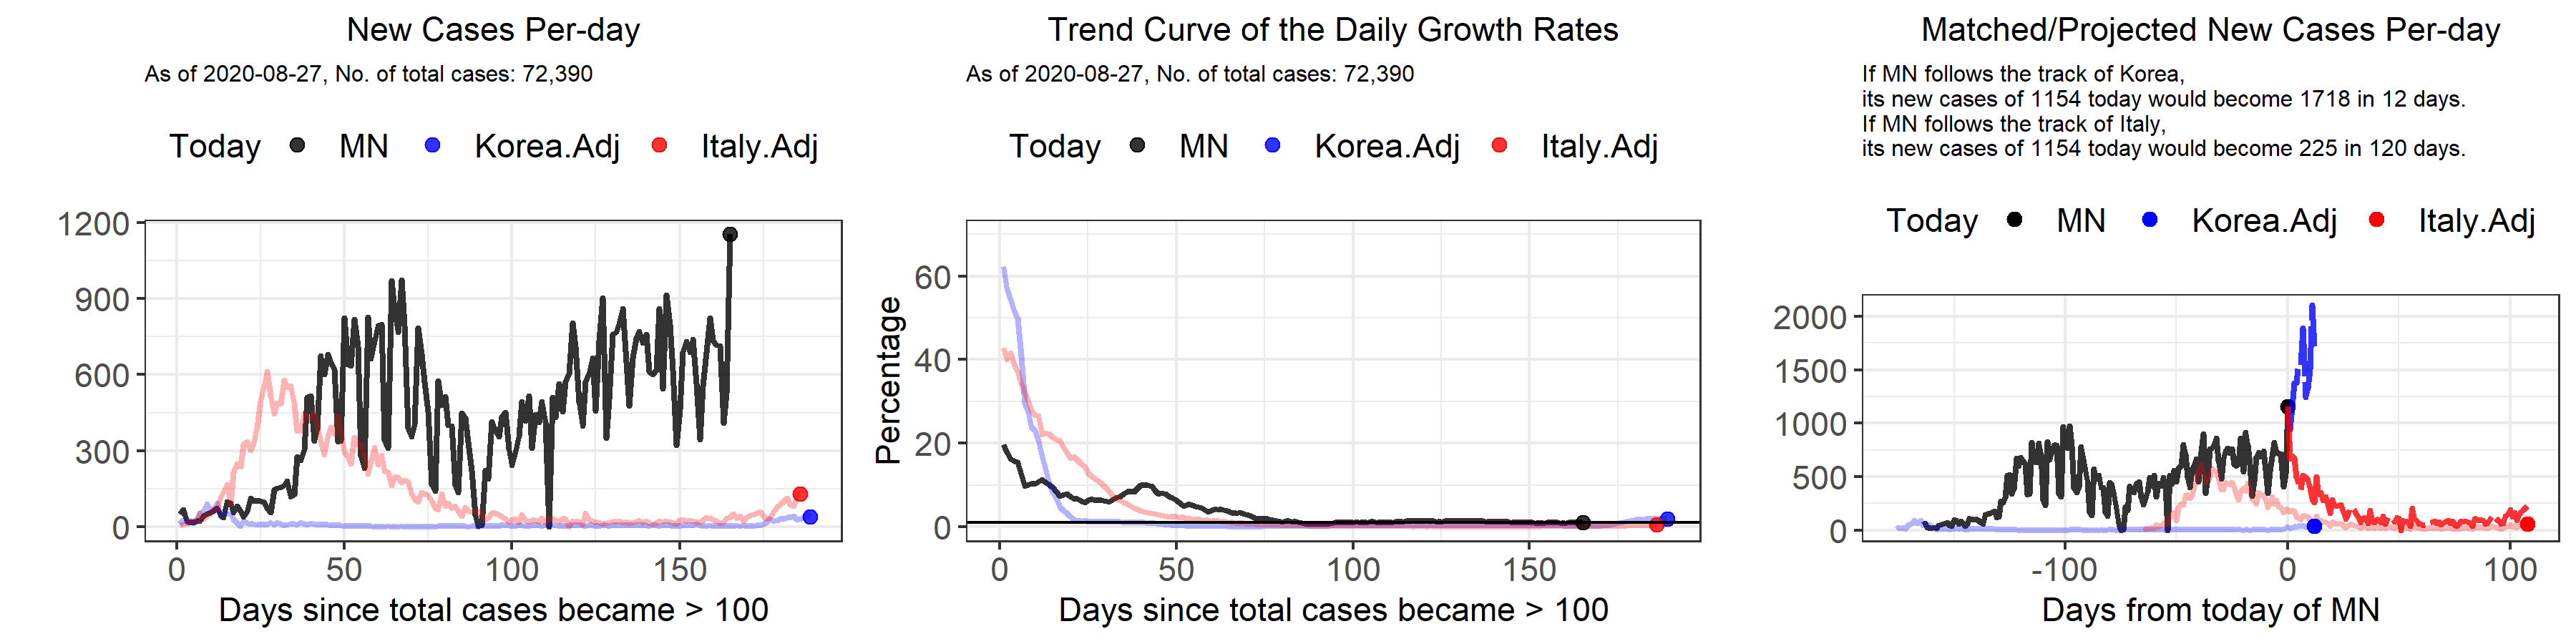 New Cases Per-day
As of 2020-08-27, No. of total cases: 72,390
Today MN Korea.Adj Italy.Adj
1200
900
600
300
0
0 50 100 150
Days since total cases became > 100
Trend Curve of the Daily Growth Rates
As of 2020-08-27, No. of total cases: 72,390
Today MN Korea.Adj Italy.Adj
Percentage
60
40
20
0
0 50 100 150
Days since total cases became > 100
Matched/Projected New Cases Per-day
If MN follows the track of Korea,
its new cases of 1154 today would become 1718 in 12 days.
If MN follows the track of Italy,
its new cases of 1154 today would become 225 in 120 days.
Today MN Korea.Adj Italy.Adj
2000
1500
1000
500
0
-100 0 100
Days from today of MN